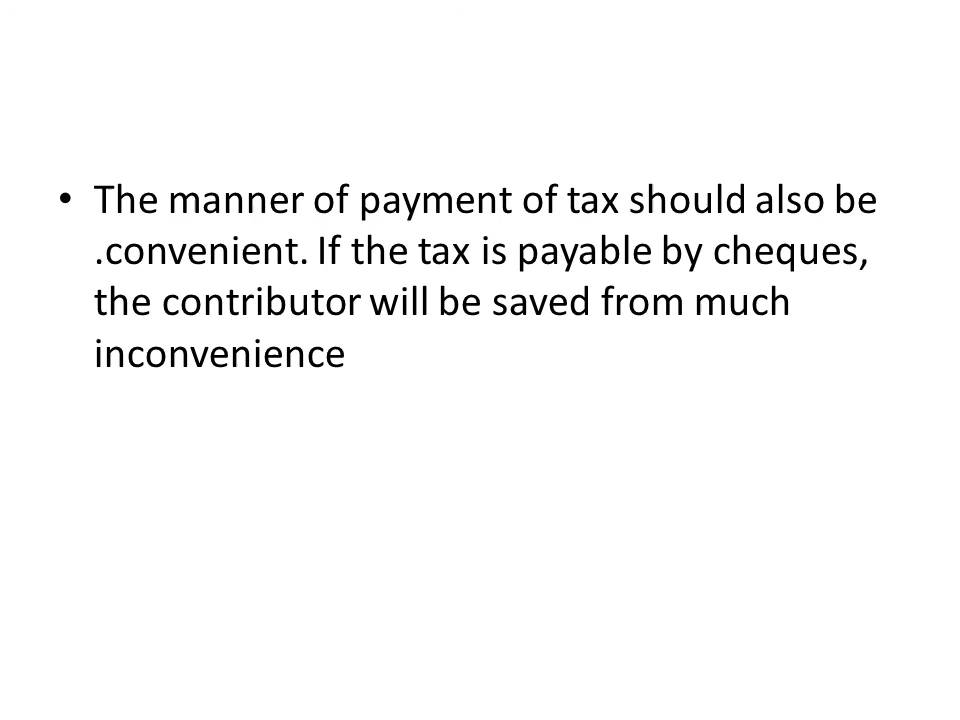 • The manner of payment of tax should also be
.convenient. If the tax is payable by cheques,
the contributor will be saved from much
inconvenience